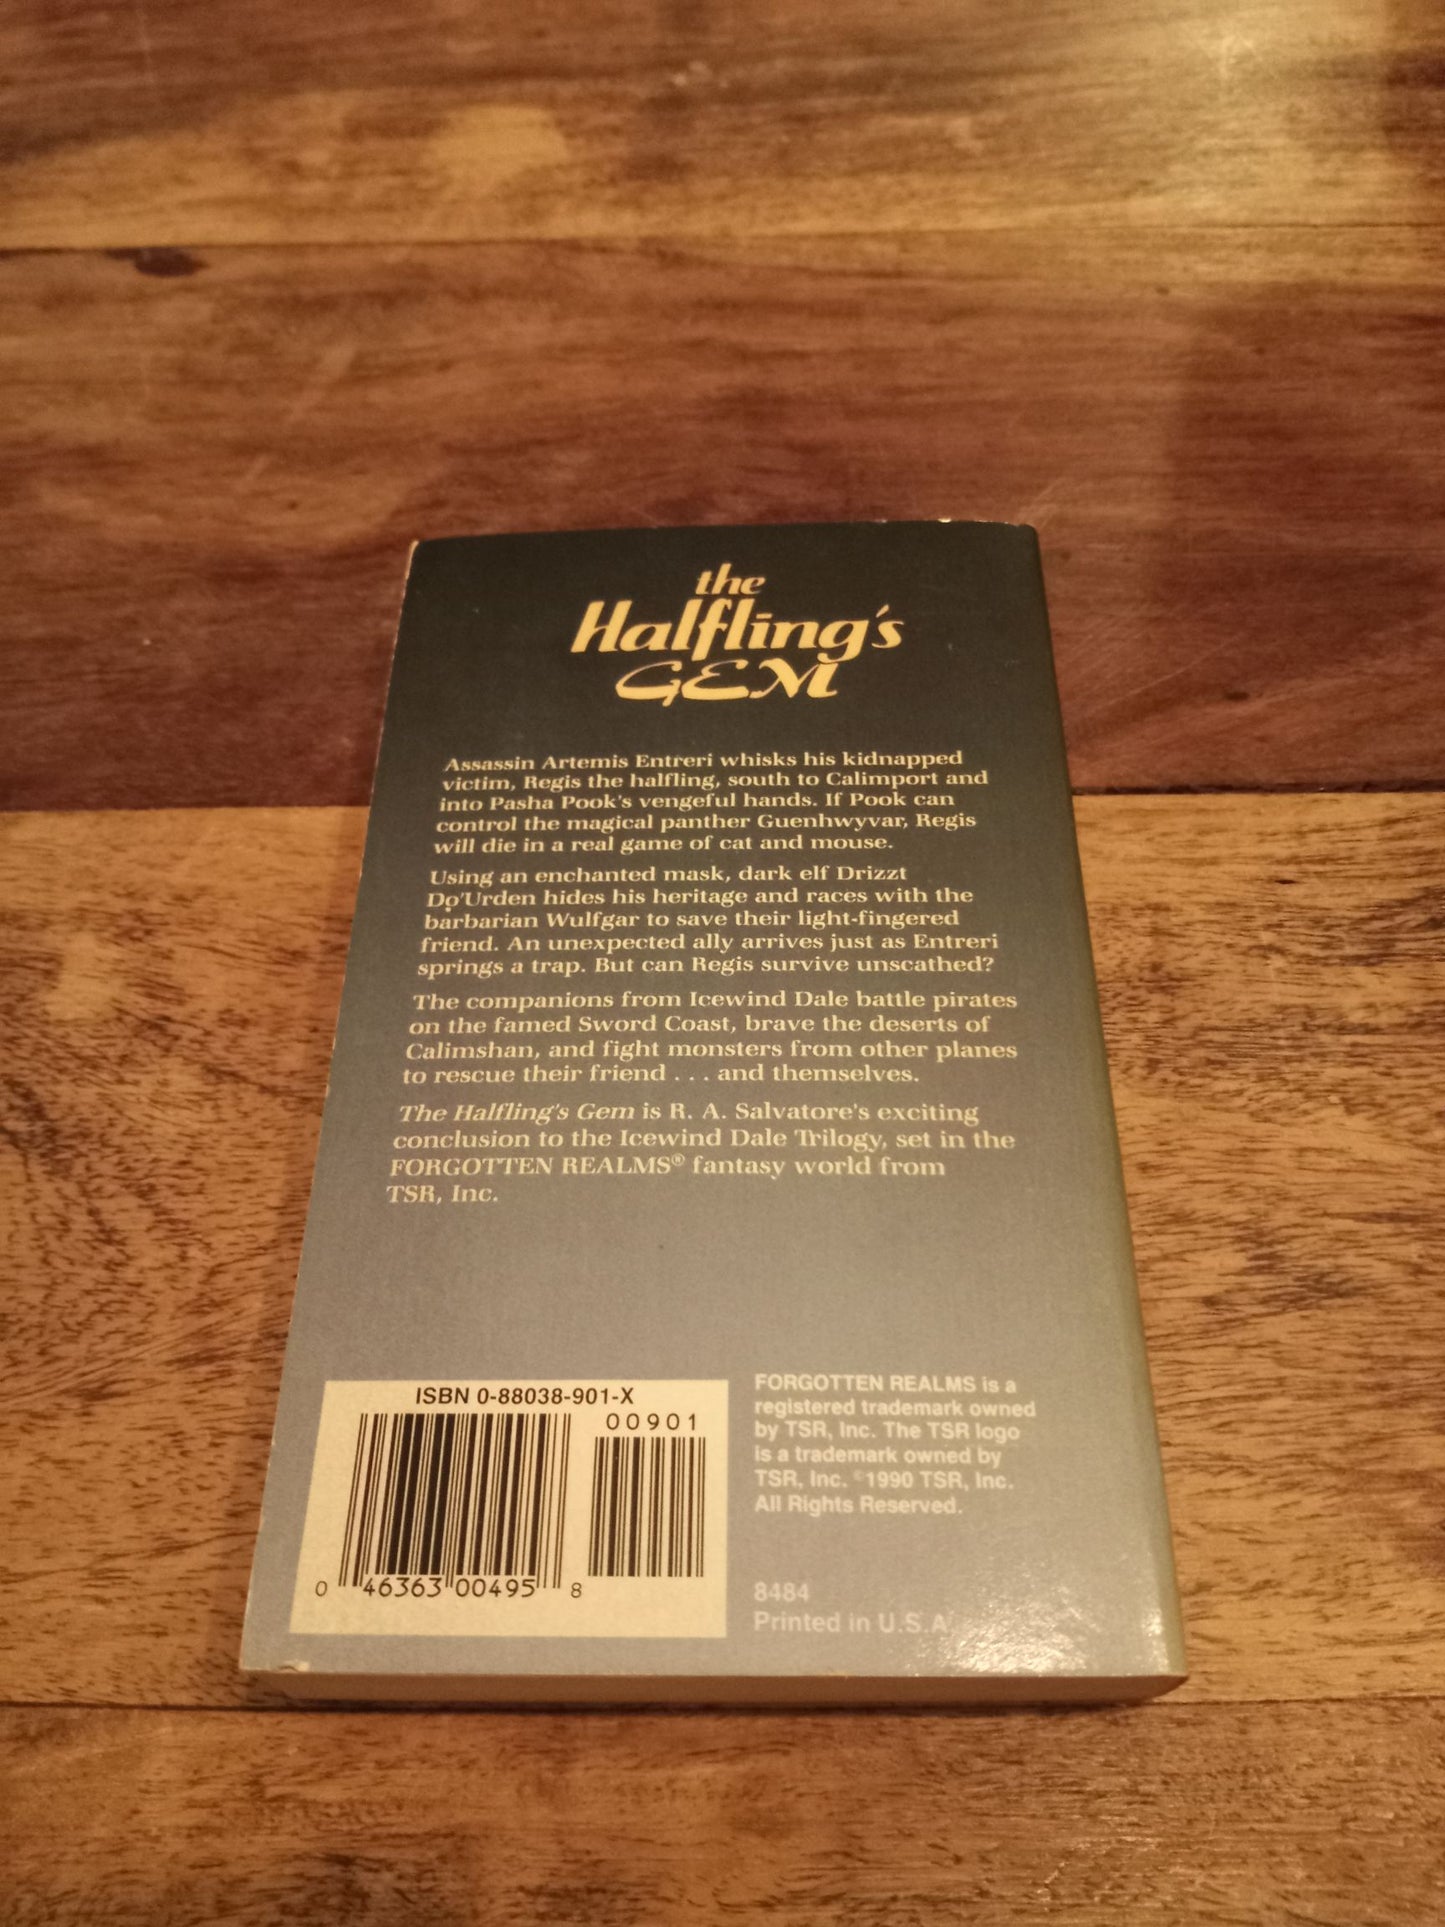 the
Halfling's
GEM
Assassin Artemis Entreri whisks his kidnapped
victim, Regis the halfling, south to Calimport and
into Pasha Pook's vengeful hands. If Pook can
control the magical panther Guenhwyvar, Regis
will die in a real game of cat and mouse.
Using an enchanted mask, dark elf Drizzt
Do'Urden hides his heritage and races with the
barbarian Wulfgar to save their light-fingered
friend. An unexpected ally arrives just as Entreri
springs a trap. But can Regis survive unscathed?
The companions from Icewind Dale battle pirates
on the famed Sword Coast, brave the deserts of
Calimshan, and fight monsters from other planes
to rescue their friend . . . and themselves.
The Halfling's Gem is R. A. Salvatore's exciting
conclusion to the Icewind Dale Trilogy, set in the
FORGOTTEN REALMS® fantasy world from
TSR, Inc.
ISBN 0-88038-901-X
00901
0 46363 00495 8
FORGOTTEN REALMS is a
registered trademark owned
by TSR, Inc. The TSR logo
is a trademark owned by
TSR, Inc. ©1990 TSR, Inc.
All Rights Reserved.
8484
Printed in U.S.A.